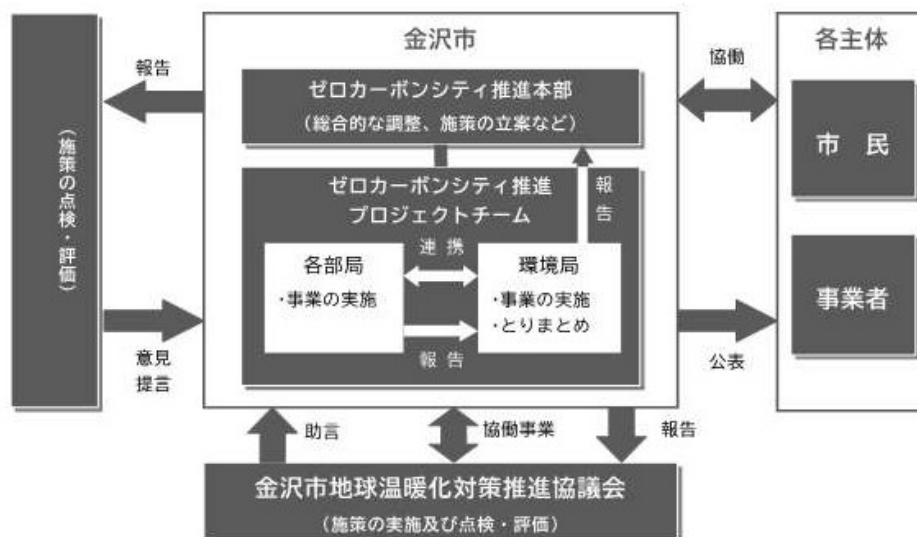 金沢市
各主体
報告
協働
ゼロカーボンシティ推進本部
(総合的な調整、施策の立案など)
(施策の点検・評価)
市 民
ゼロカーボンシティ推進
プロジェクトチーム
報告
連携
各部局
・事業の実施
環境局
・事業の実施
・とりまとめ
報告
事業者
意見
提言
公表
助言
協働事業
報告
金沢市地球温暖化対策推進協議会
(施策の実施及び点検・評価)